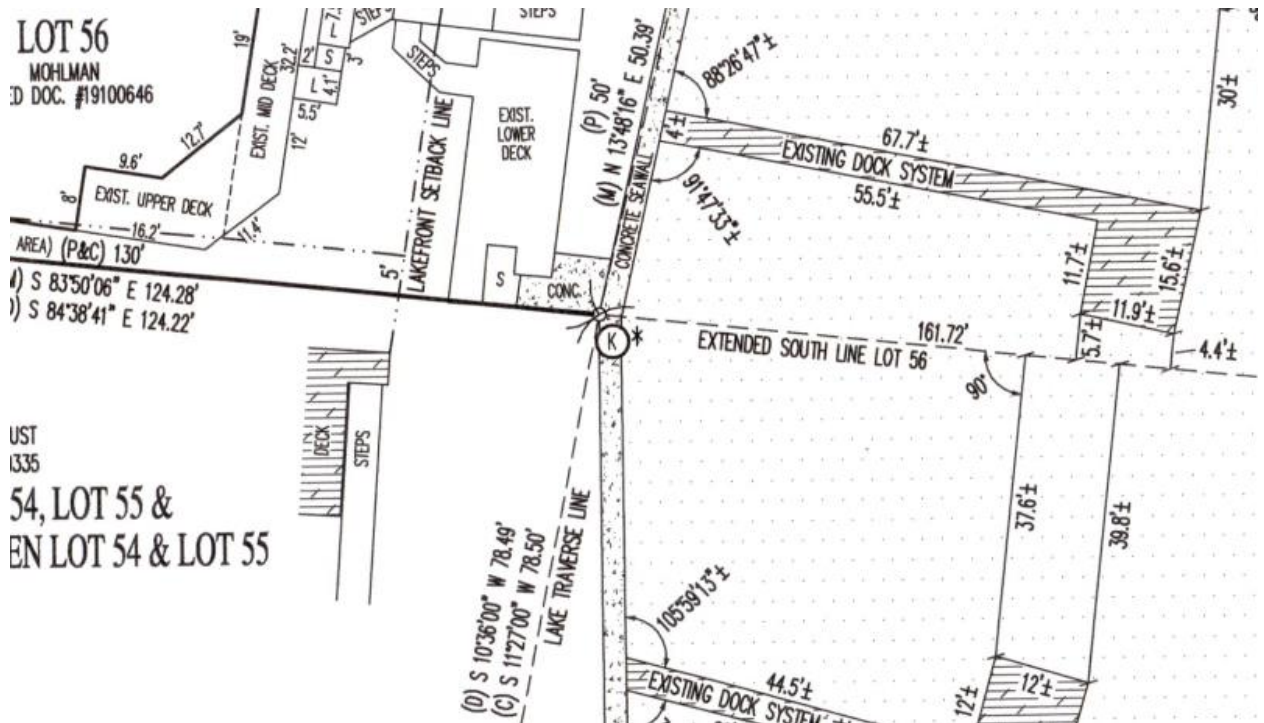 LOT 56
MOHLMAN
ED DOC. #19100646
19'
12.7'
9.6'
8'
EXIST. UPPER DECK
16.2'
11.4'
EXIST. MID DECK
12'
32.2'
2'
L
S
L
4.1'
5.5'
3'
STEPS
STEPS
STEPS
EXIST.
LOWER
DECK
LAKEFRONT SETBACK LINE
5'
S
CONC.
AREA) (P&C) 130'
S 83°50'06" E 124.28'
S 84°38'41" E 124.22'
(P) 50'
(M) N 13°48'16" E 50.39'
CONCRETE SEAWALL
88°26'47"±
4'±
91°47'33"±
67.7'±
EXISTING DOCK SYSTEM
55.5'±
30'±
11.7'±
15.6'±
11.9'±
5.7'±
4.4'±
161.72'
EXTENDED SOUTH LINE LOT 56
90°
K
*
DECK
STEPS
UST
335
54, LOT 55 &
EN LOT 54 & LOT 55
(D) S 10°36'00" W 78.49'
(C) S 11°27'00" W 78.50'
LAKE TRAVERSE LINE
105°59'13"±
44.5'±
EXISTING DOCK SYSTEM
37.6'±
39.8'±
12'±
12'±